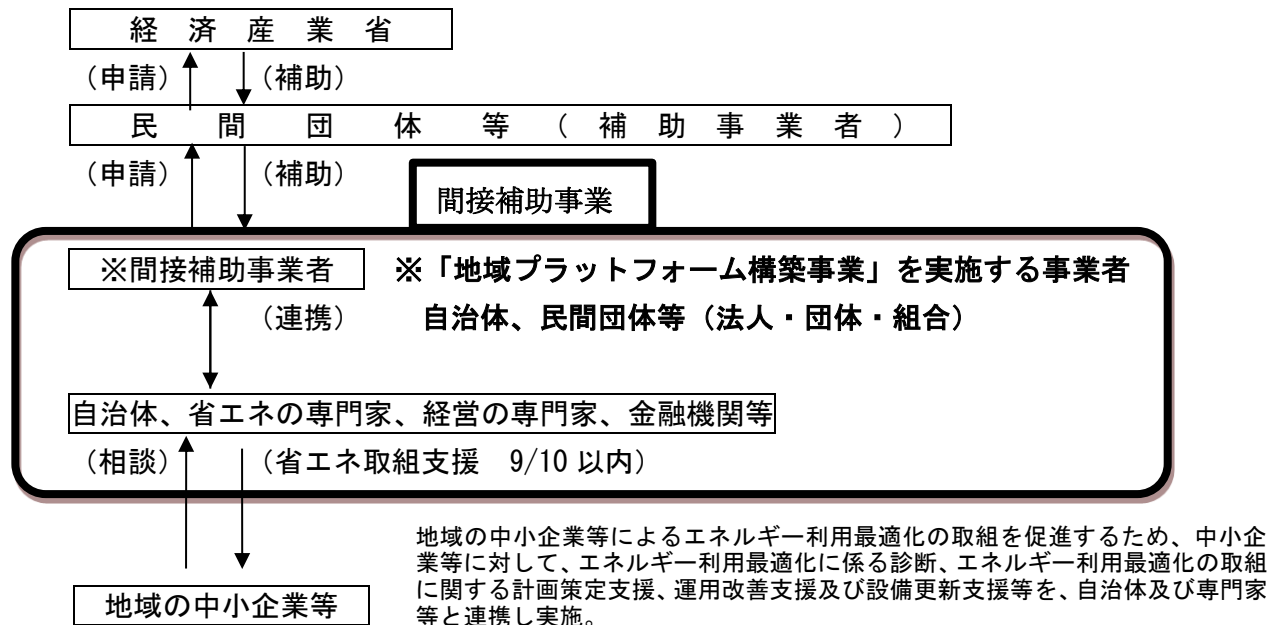 経済産業省
（申請）（補助）
民間団体等（補助事業者）
（申請）（補助）
間接補助事業
※間接補助事業者 ※「地域プラットフォーム構築事業」を実施する事業者
（連携） 自治体、民間団体等（法人・団体・組合）
自治体、省エネの専門家、経営の専門家、金融機関等
（相談）（省エネ取組支援 9/10 以内）
地域の中小企業等によるエネルギー利用最適化の取組を促進するため、中小企
業等に対して、エネルギー利用最適化に係る診断、エネルギー利用最適化の取組
に関する計画策定支援、運用改善支援及び設備更新支援等を、自治体及び専門家
等と連携し実施。
地域の中小企業等